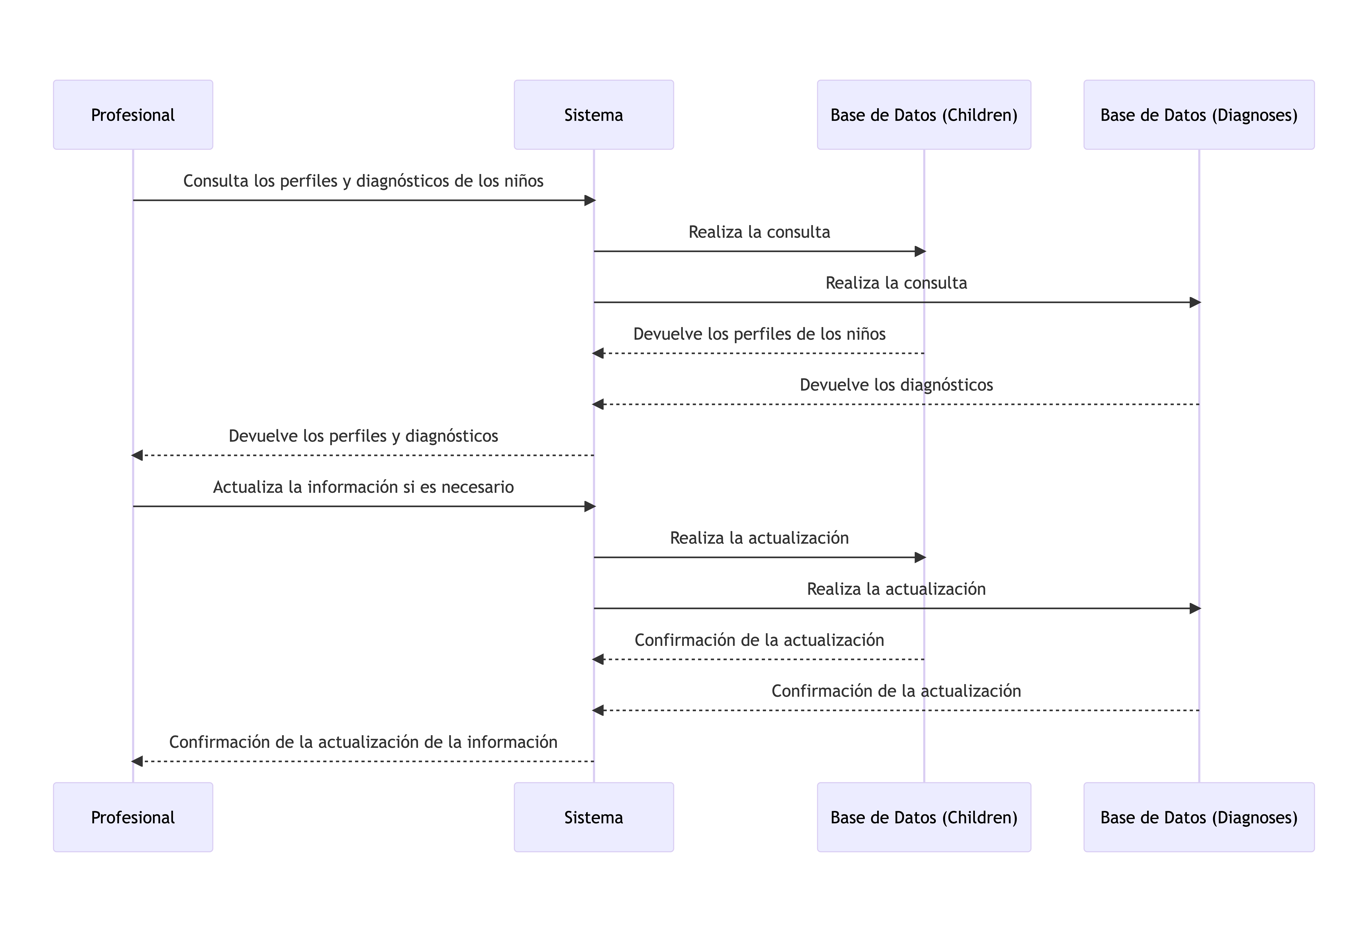 Profesional
Sistema
Base de Datos (Children)
Base de Datos (Diagnoses)
Consulta los perfiles y diagnósticos de los niños
Realiza la consulta
Realiza la consulta
Devuelve los perfiles de los niños
Devuelve los diagnósticos
Devuelve los perfiles y diagnósticos
Actualiza la información si es necesario
Realiza la actualización
Realiza la actualización
Confirmación de la actualización
Confirmación de la actualización
Confirmación de la actualización de la información
Profesional
Sistema
Base de Datos (Children)
Base de Datos (Diagnoses)